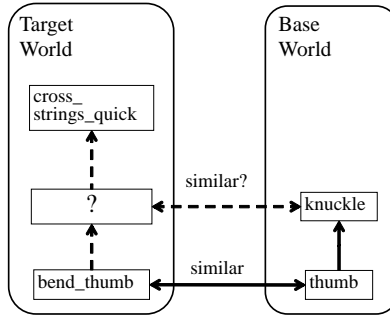 Target
World
Base
World
cross_
strings_quick
similar?
?
knuckle
similar
bend_thumb
thumb